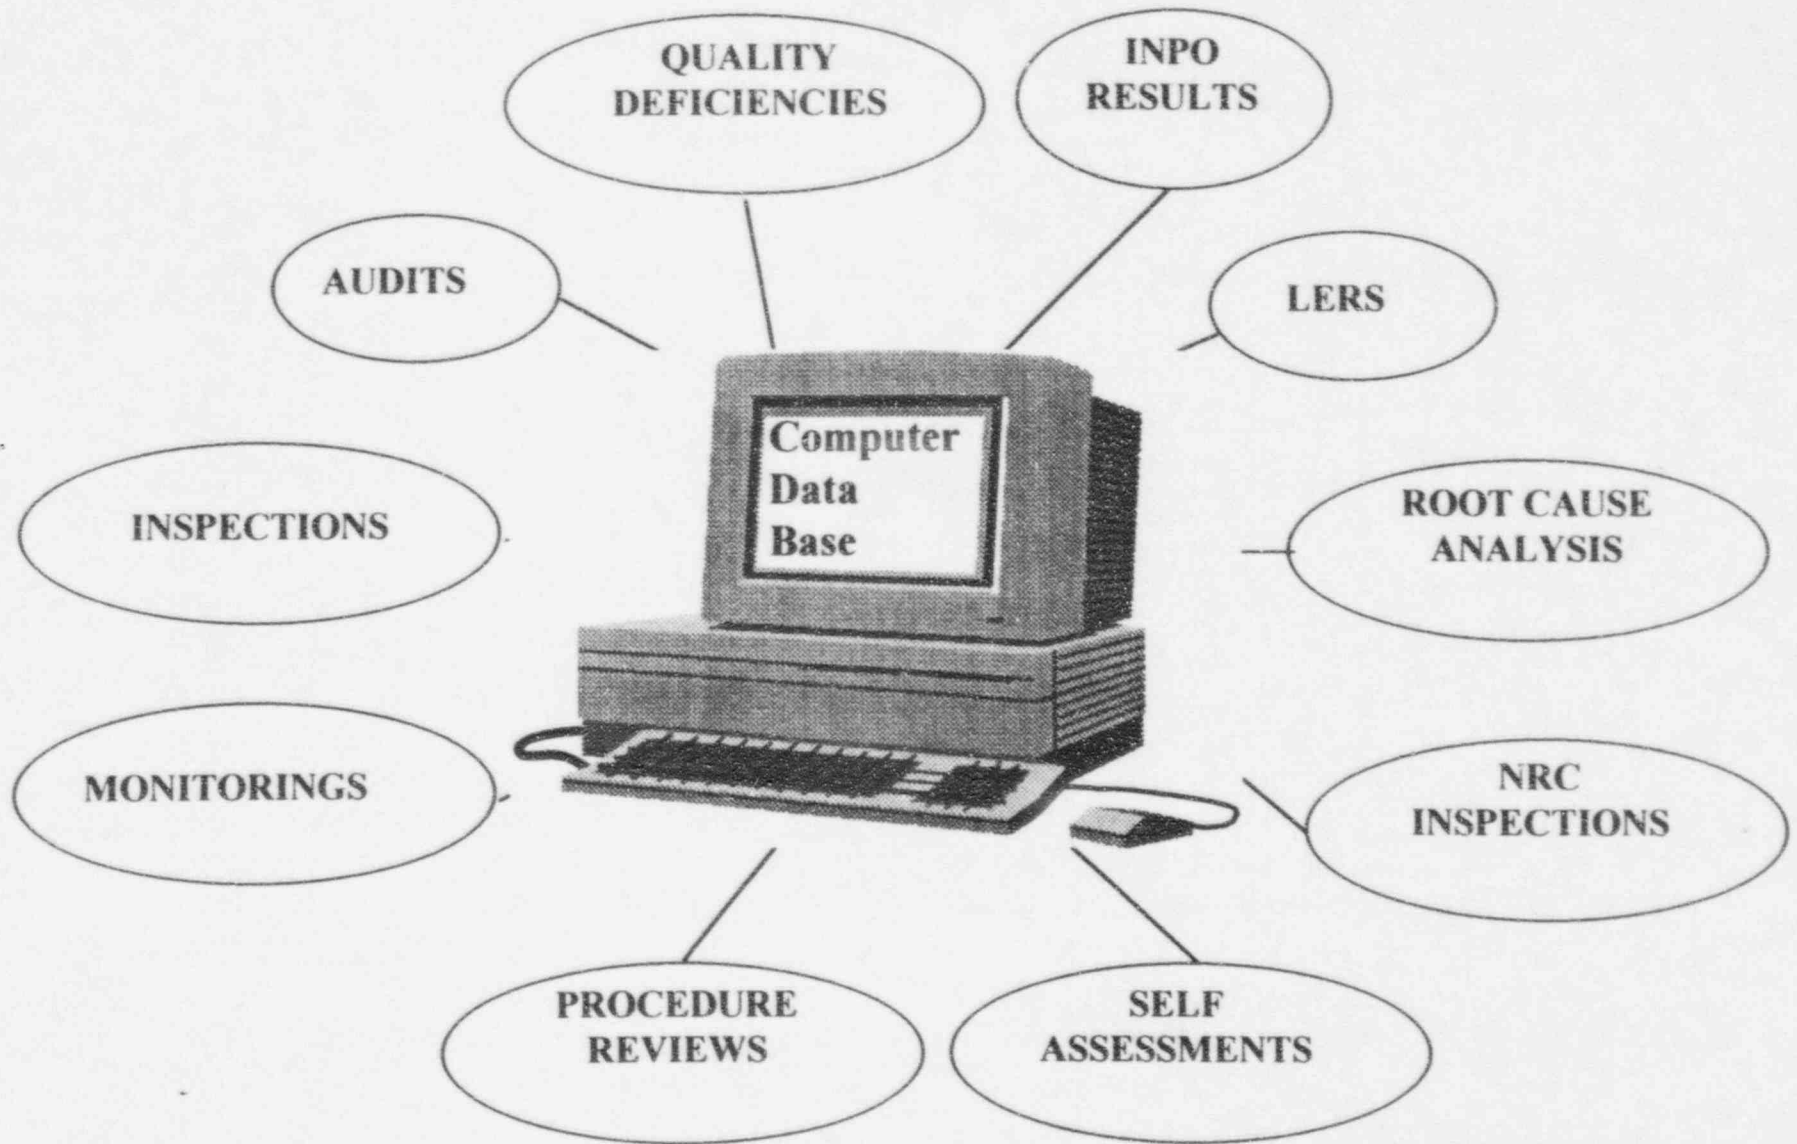 QUALITY
DEFICIENCIES
INPO
RESULTS
AUDITS
LERS
Computer
Data
Base
INSPECTIONS
ROOT CAUSE
ANALYSIS
MONITORINGS
NRC
INSPECTIONS
PROCEDURE
REVIEWS
SELF
ASSESSMENTS